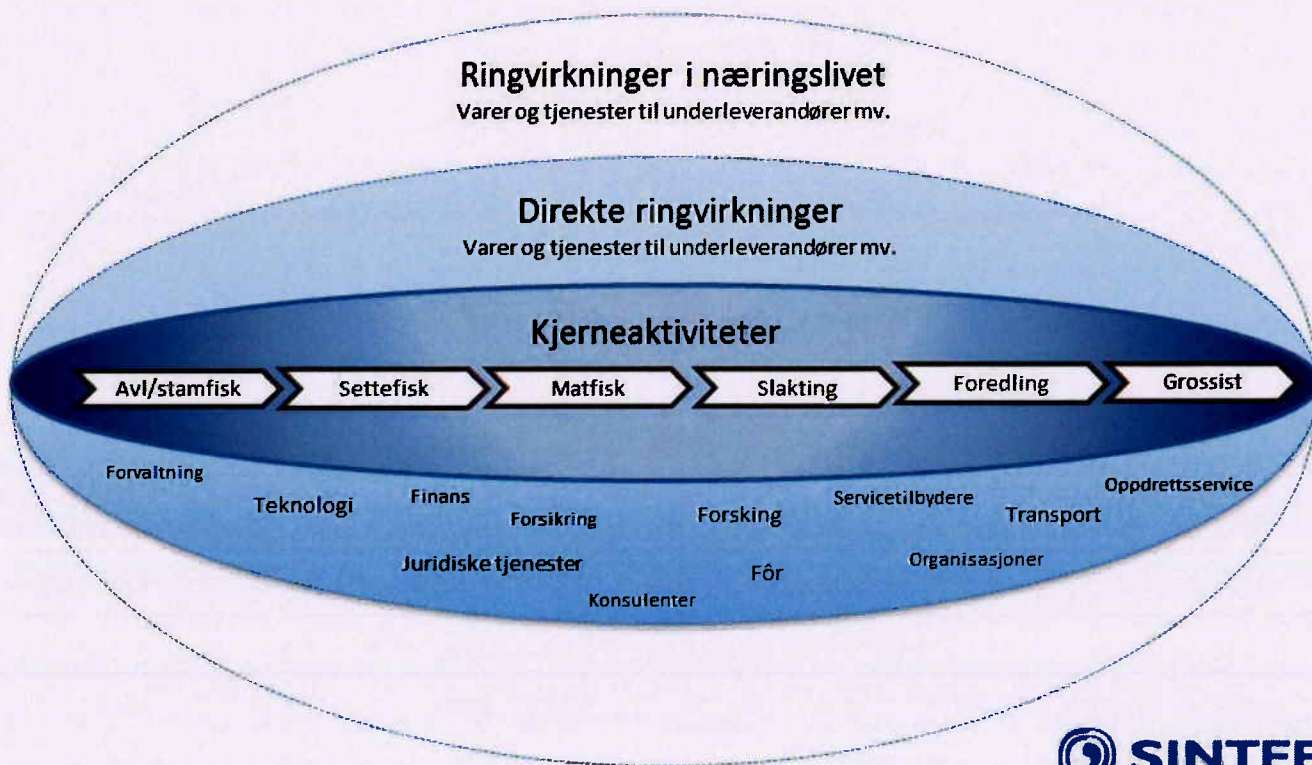 Ringvirkninger i næringslivet
Varer og tjenester til underleverandører mv.
Direkte ringvirkninger
Varer og tjenester til underleverandører mv.
Kjerneaktiviteter
Avl/stamfisk
Settefisk
Matfisk
Slakting
Foredling
Grossist
Forvaltning
Teknologi
Finans
Forsikring
Forsking
Servicetilbydere
Transport
Oppdrettsservice
Juridiske tjenester
Fôr
Organisasjoner
Konsulenter
SINTEF